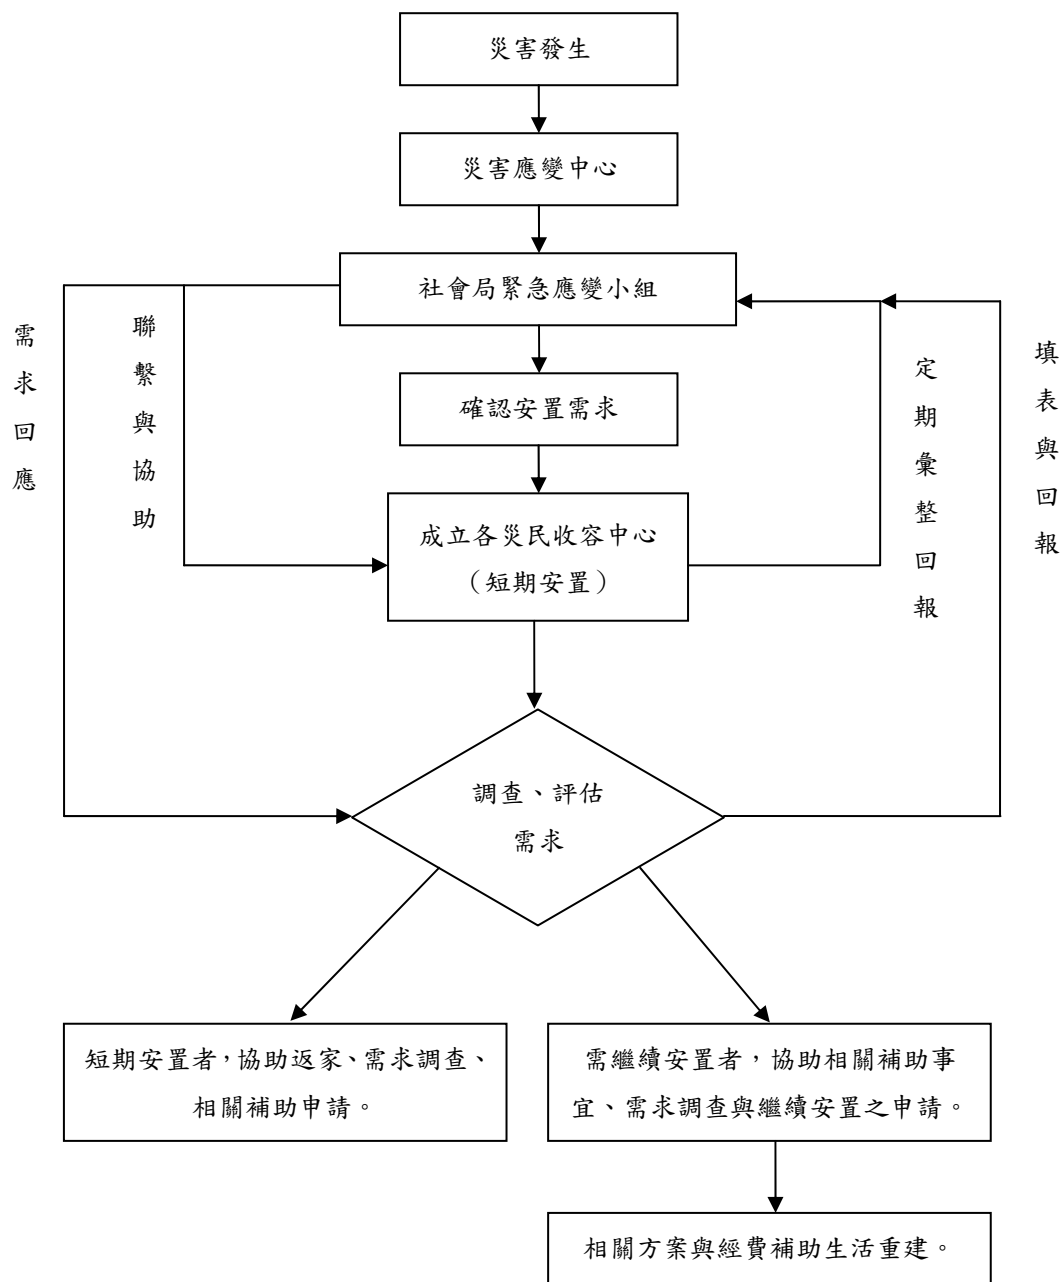 災害發生
災害應變中心
社會局緊急應變小組
需求回應
聯繫與協助
確認安置需求
定期彙整回報
填表與回報
成立各災民收容中心
（短期安置）
調查、評估
需求
短期安置者，協助返家、需求調查、
相關補助申請。
需繼續安置者，協助相關補助事
宜、需求調查與繼續安置之申請。
相關方案與經費補助生活重建。